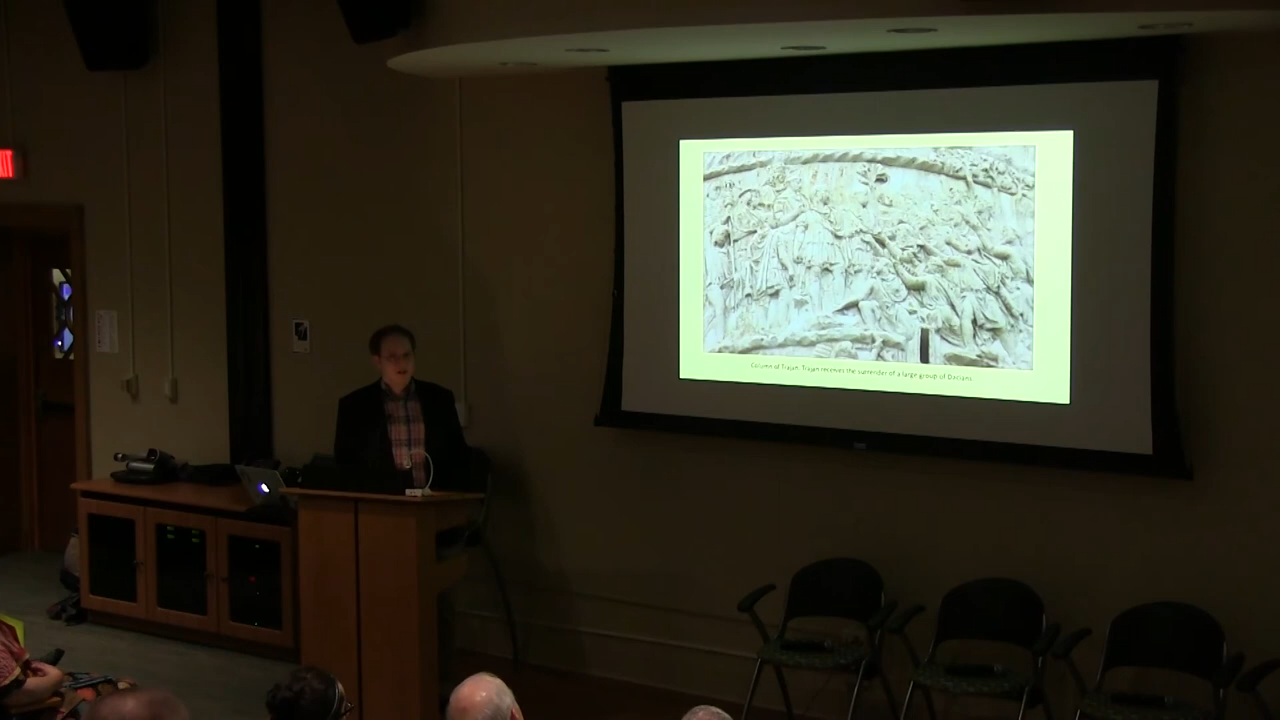 Column of Trajan. Trajan receives the surrender of a large group of Dacians.